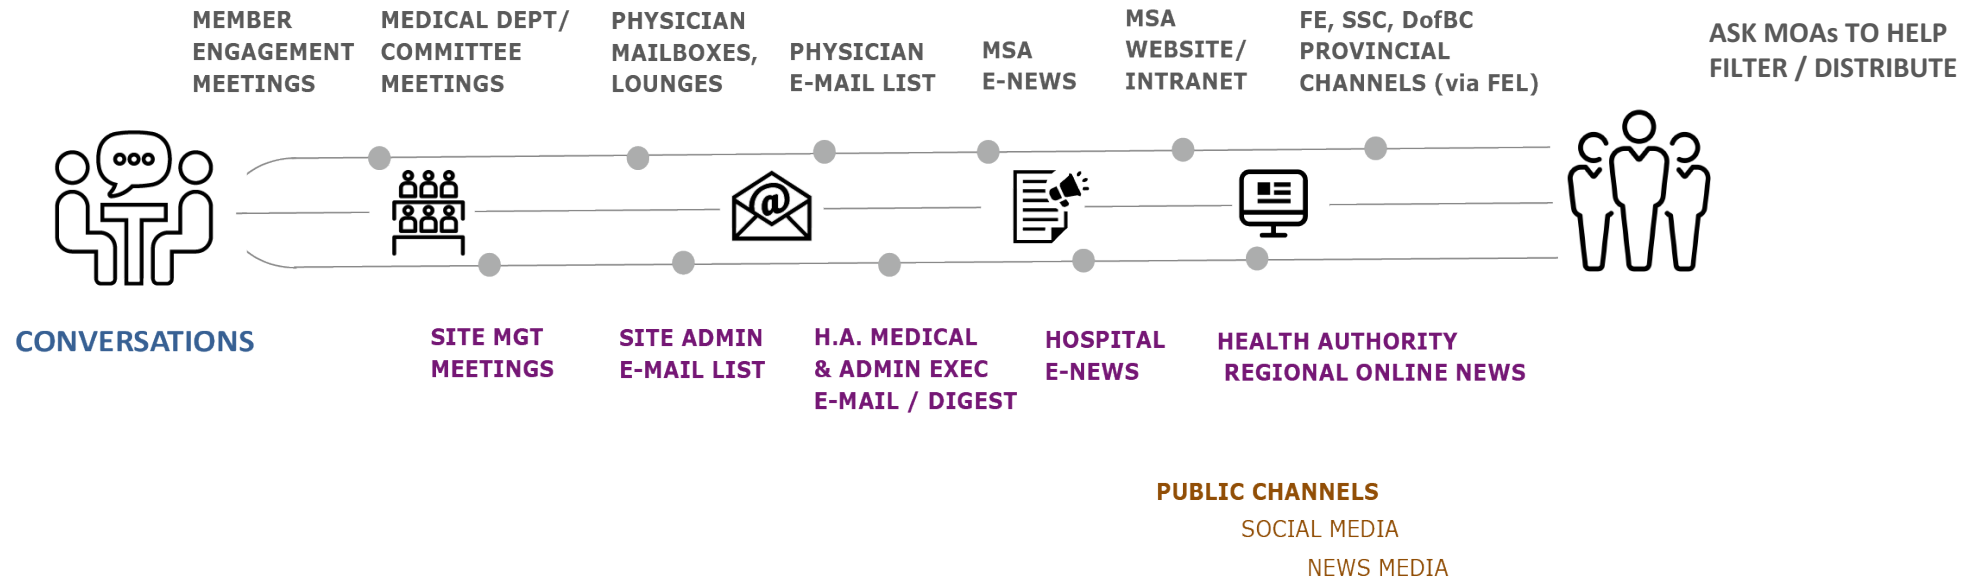 MEMBER
ENGAGEMENT
MEETINGS
MEDICAL DEPT/
COMMITTEE
MEETINGS
PHYSICIAN
MAILBOXES,
LOUNGES
PHYSICIAN
E-MAIL LIST
MSA
E-NEWS
MSA
WEBSITE/
INTRANET
FE, SSC, DofBC
PROVINCIAL
CHANNELS (via FEL)
ASK MOAs TO HELP
FILTER / DISTRIBUTE
@
CONVERSATIONS
SITE MGT
MEETINGS
SITE ADMIN
E-MAIL LIST
H.A. MEDICAL
& ADMIN EXEC
E-MAIL / DIGEST
HOSPITAL
E-NEWS
HEALTH AUTHORITY
REGIONAL ONLINE NEWS
PUBLIC CHANNELS
SOCIAL MEDIA
NEWS MEDIA